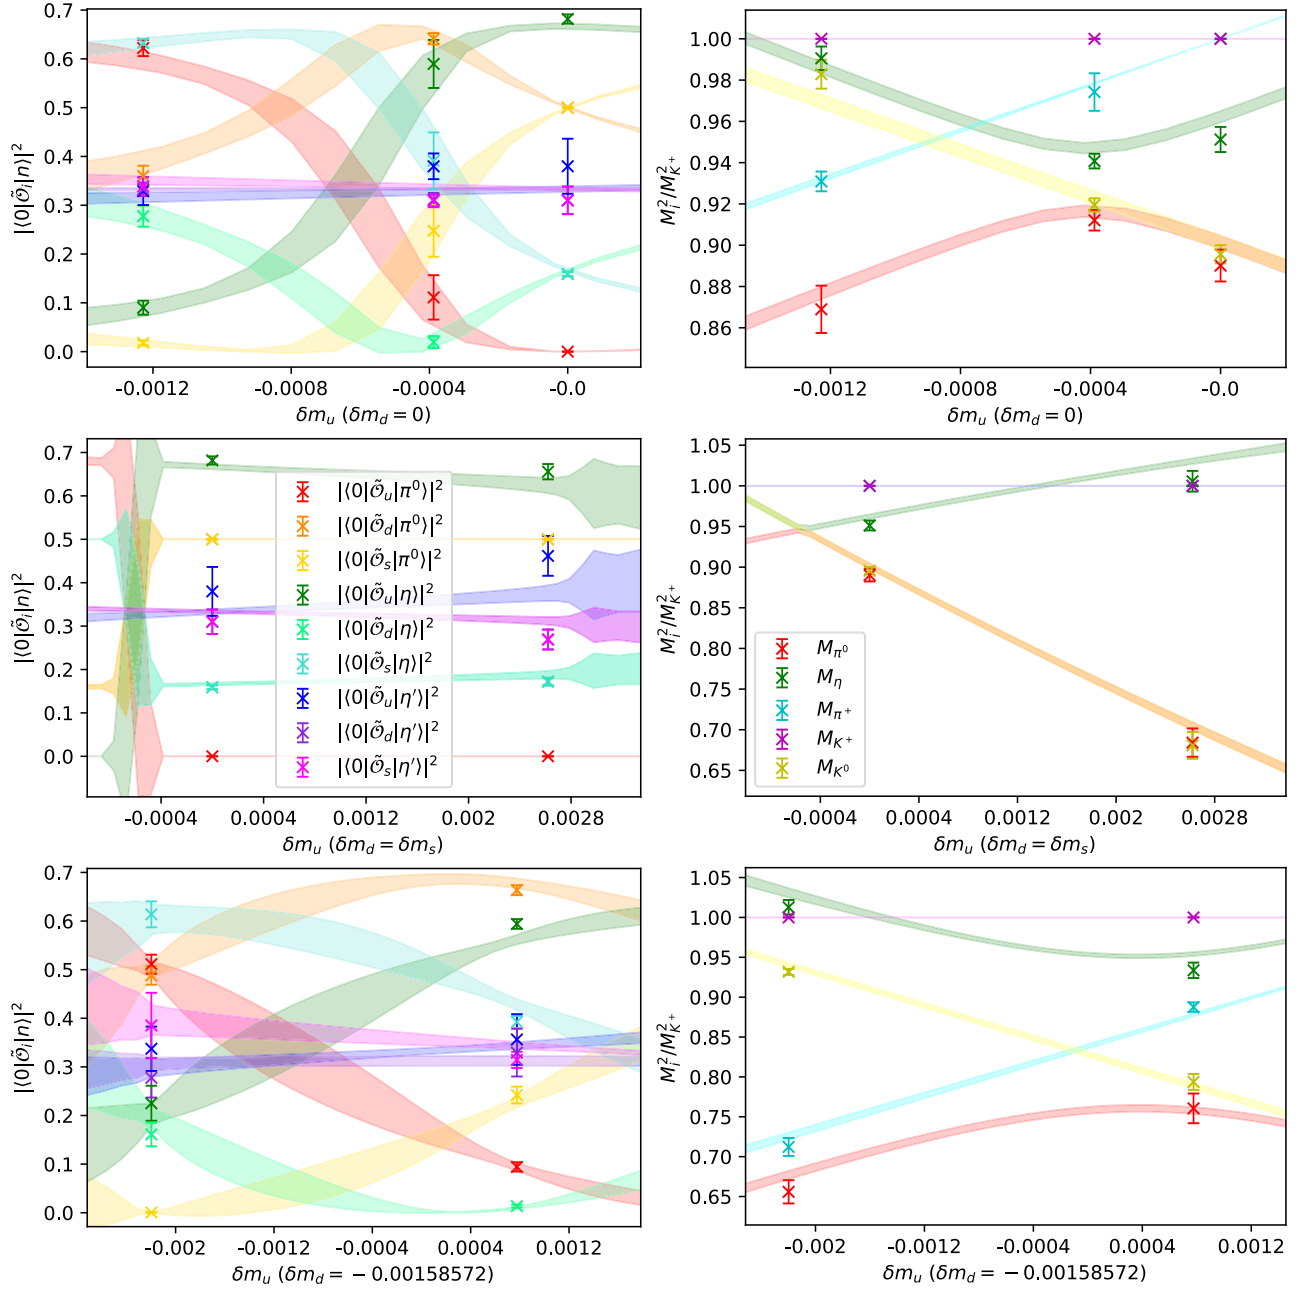 0.7
0.6
0.5
0.4
0.3
0.2
0.1
0.0
|⟨0|Õ_i|n⟩|²
-0.0012 -0.0008 -0.0004 -0.0
δm_u (δm_d = 0)
1.00
0.98
0.96
0.94
0.92
0.90
0.88
0.86
M_i²/M_{K⁺}²
-0.0012 -0.0008 -0.0004 -0.0
δm_u (δm_d = 0)
0.7
0.6
0.5
0.4
0.3
0.2
0.1
0.0
|⟨0|Õ_i|n⟩|²
|⟨0|Õ_u|π⁰⟩|²
|⟨0|Õ_d|π⁰⟩|²
|⟨0|Õ_s|π⁰⟩|²
|⟨0|Õ_u|η⟩|²
|⟨0|Õ_d|η⟩|²
|⟨0|Õ_s|η⟩|²
|⟨0|Õ_u|η′⟩|²
|⟨0|Õ_d|η′⟩|²
|⟨0|Õ_s|η′⟩|²
-0.0004 0.0004 0.0012 0.002 0.0028
δm_u (δm_d = δm_s)
1.05
1.00
0.95
0.90
0.85
0.80
0.75
0.70
0.65
M_i²/M_{K⁺}²
M_{π⁰}
M_η
M_{π⁺}
M_{K⁺}
M_{K⁰}
-0.0004 0.0004 0.0012 0.002 0.0028
δm_u (δm_d = δm_s)
0.7
0.6
0.5
0.4
0.3
0.2
0.1
0.0
|⟨0|Õ_i|n⟩|²
-0.002 -0.0012 -0.0004 0.0004 0.0012
δm_u (δm_d = − 0.00158572)
1.05
1.00
0.95
0.90
0.85
0.80
0.75
0.70
0.65
M_i²/M_{K⁺}²
-0.002 -0.0012 -0.0004 0.0004 0.0012
δm_u (δm_d = − 0.00158572)